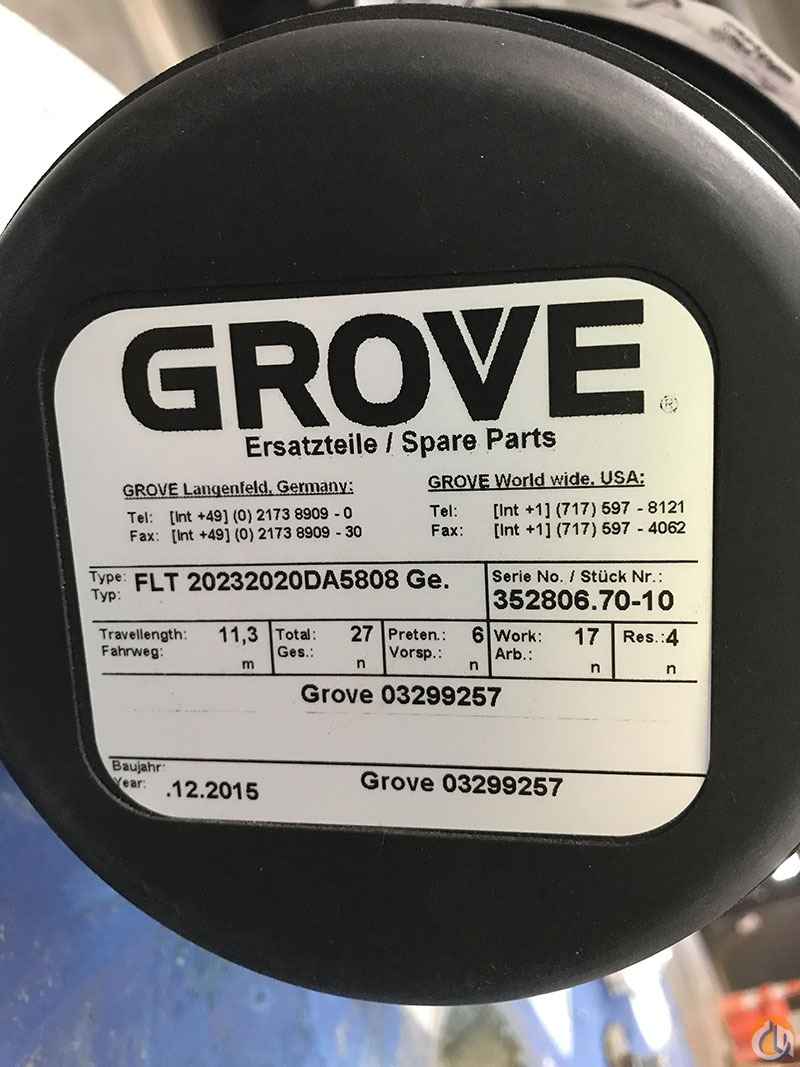 GROVE ®
Ersatzteile / Spare Parts
GROVE Langenfeld, Germany:
Tel: [Int +49] (0) 2173 8909 - 0
Fax: [Int +49] (0) 2173 8909 - 30
GROVE World wide, USA:
Tel: [Int +1] (717) 597 - 8121
Fax: [Int +1] (717) 597 - 4062
Type: FLT 20232020DA5808 Ge.
Typ:
Serie No. / Stück Nr.:
352806.70-10
Travellength: 11,3
Fahrweg: m
Total: 27
Ges.: n
Preten.: 6
Vorsp.: n
Work: 17
Arb.: n
Res.: 4
n
Grove 03299257
Baujahr:
Year: .12.2015
Grove 03299257